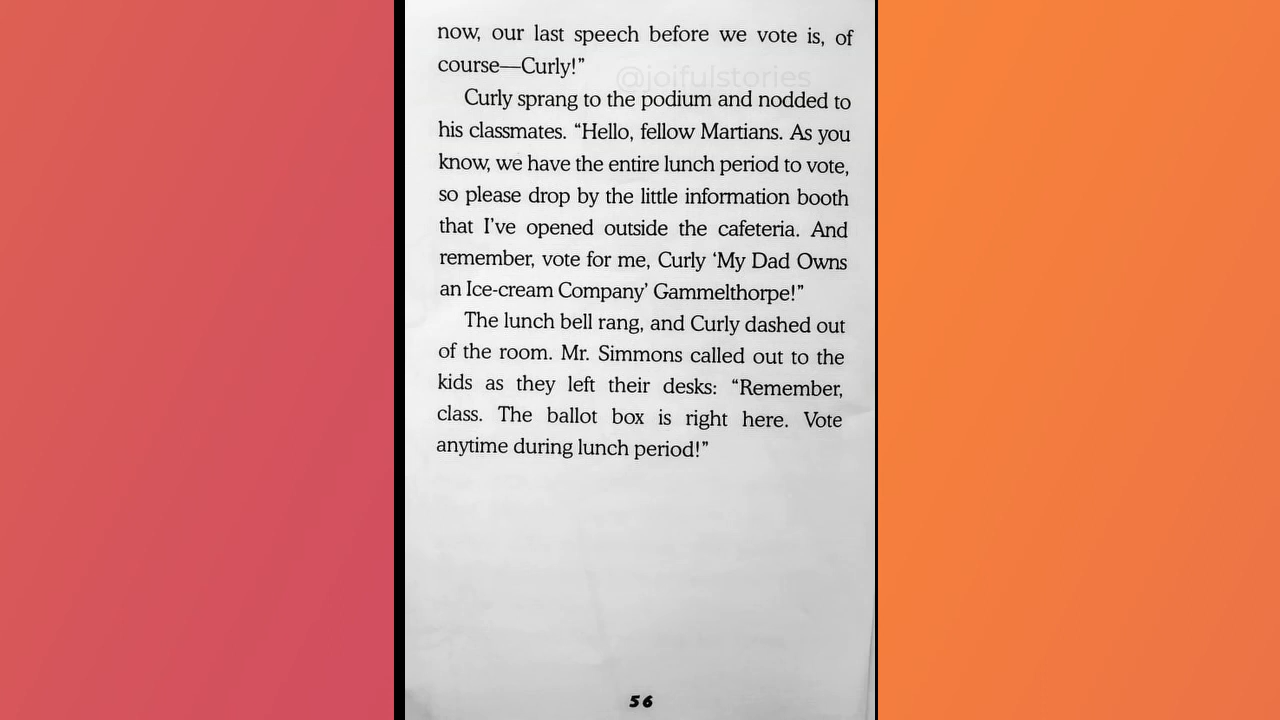 now, our last speech before we vote is, of
course—Curly!”
@joifulstories
Curly sprang to the podium and nodded to
his classmates. “Hello, fellow Martians. As you
know, we have the entire lunch period to vote,
so please drop by the little information booth
that I’ve opened outside the cafeteria. And
remember, vote for me, Curly ‘My Dad Owns
an Ice-cream Company’ Gammelthorpe!”
The lunch bell rang, and Curly dashed out
of the room. Mr. Simmons called out to the
kids as they left their desks: “Remember,
class. The ballot box is right here. Vote
anytime during lunch period!”
56